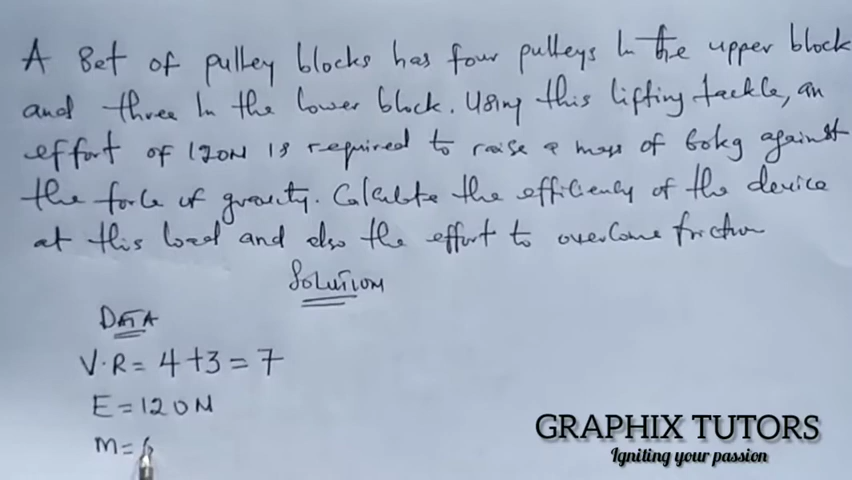 A Set of pulley blocks has four pulleys in the upper block
and three in the lower block. Using this lifting tackle, an
effort of 120N is required to raise a mass of 60kg against
the force of gravity. Calculate the efficiency of the device
at this load and also the effort to overcome friction
SOLUTION
DATA
V.R = 4+3 = 7
E = 120N
M = 6
GRAPHIX TUTORS
Igniting your passion